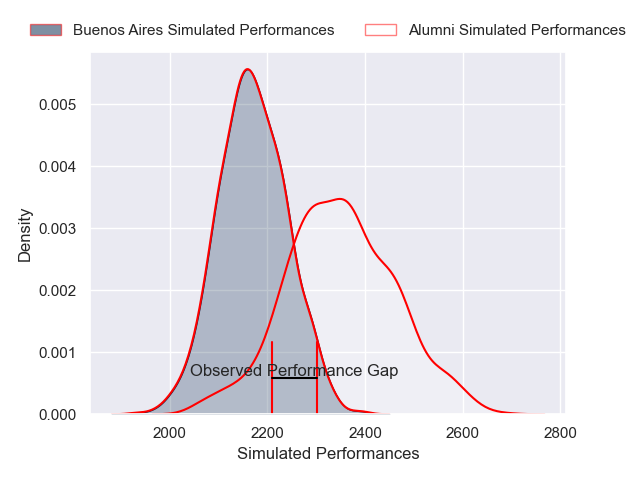 Buenos Aires Simulated Performances Alumni Simulated Performances
Density
0.005
0.004
0.003
0.002
0.001
0.000
Observed Performance Gap
2000 2200 2400 2600 2800
Simulated Performances